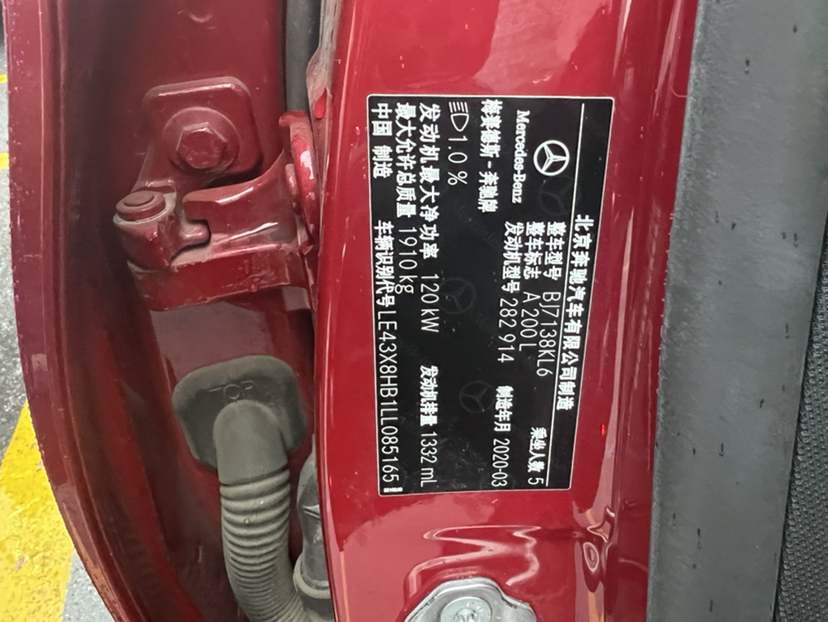 北京奔驰汽车有限公司制造
Mercedes-Benz
整车型号 BJ7138KL6 乘坐人数 5
整车标志 A 200 L
梅赛德斯-奔驰牌 发动机型号 282 914 制造年月 2020-03
1.0 %
发动机最大净功率 120 kW 发动机排量 1332 mL
最大允许总质量 1910 kg
中国 制造 车辆识别代号 LE43X8HB1LL085165
TOP